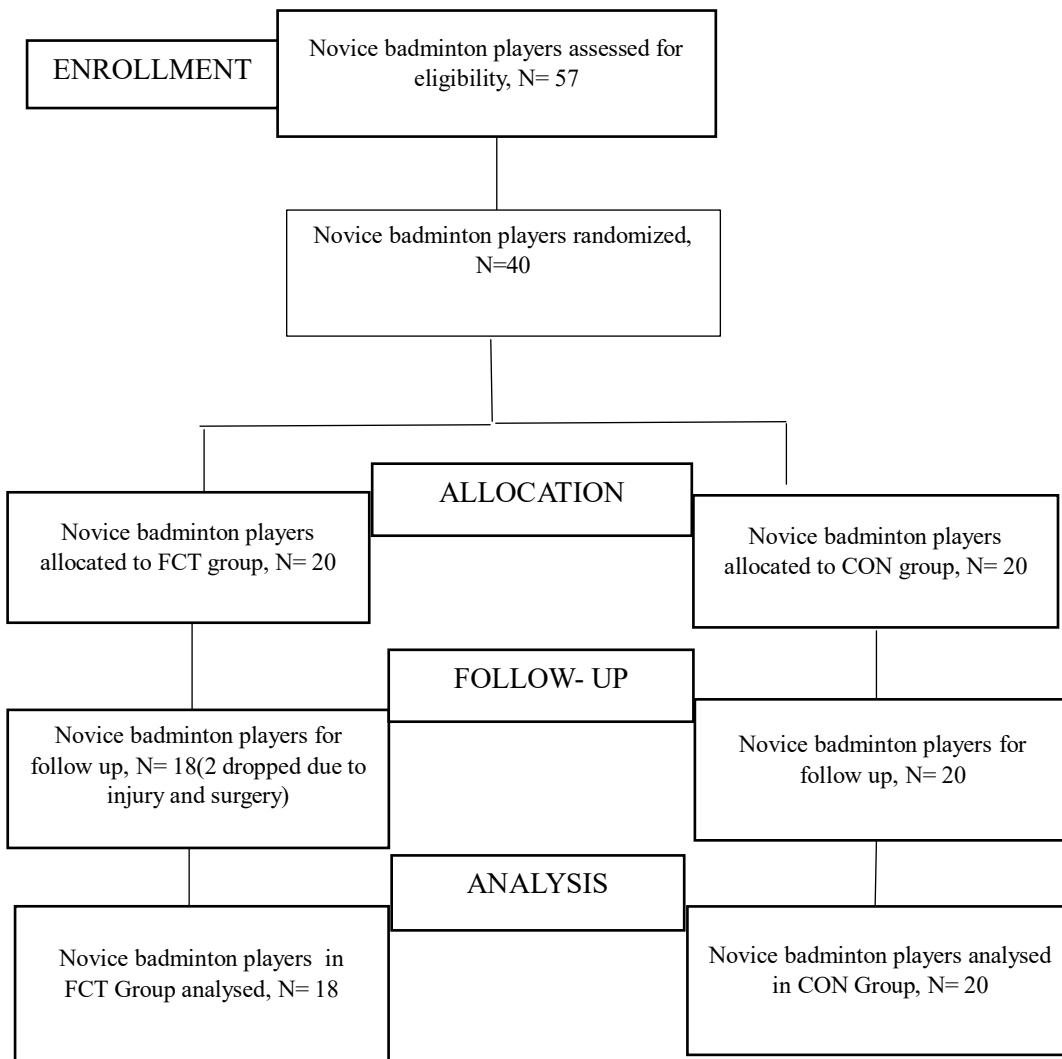 ENROLLMENT
Novice badminton players assessed for
eligibility, N= 57
Novice badminton players randomized,
N=40
ALLOCATION
Novice badminton players
allocated to FCT group, N= 20
Novice badminton players
allocated to CON group, N= 20
FOLLOW- UP
Novice badminton players for
follow up, N= 18(2 dropped due to
injury and surgery)
Novice badminton players for
follow up, N= 20
ANALYSIS
Novice badminton players in
FCT Group analysed, N= 18
Novice badminton players analysed
in CON Group, N= 20